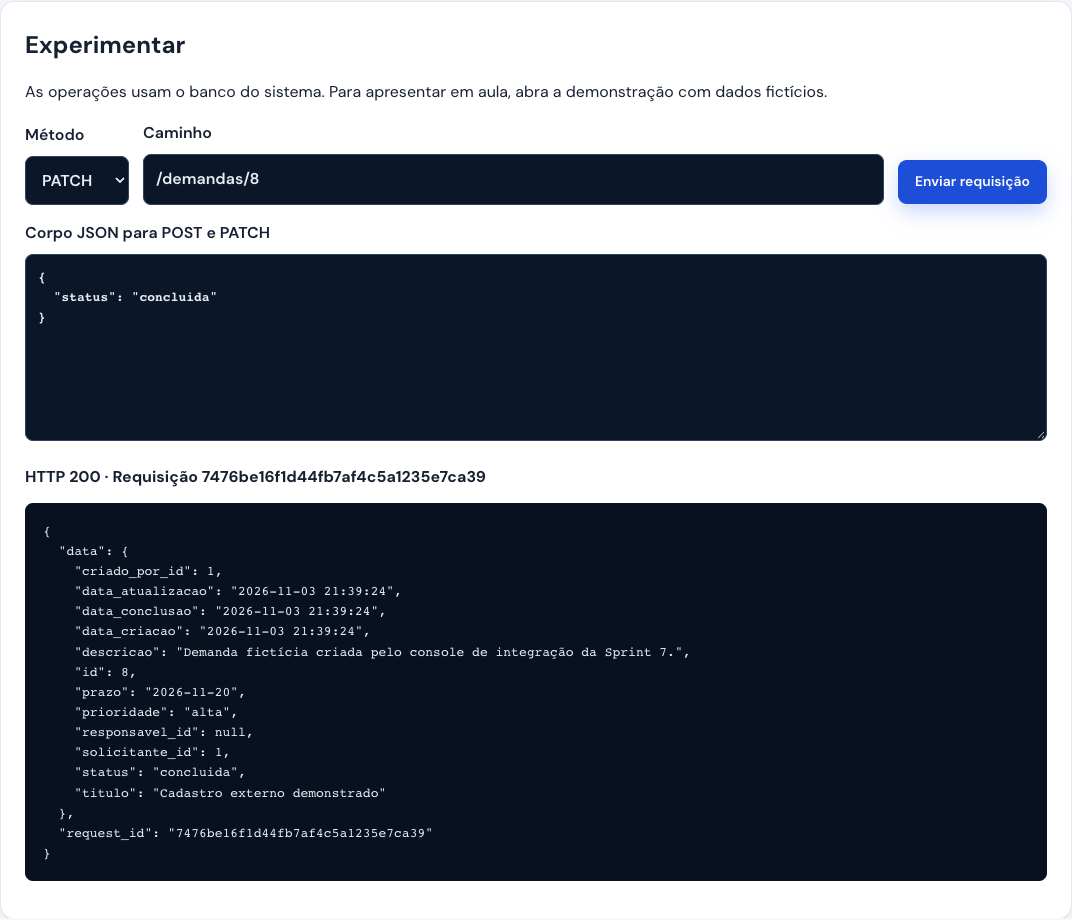 Experimentar
As operações usam o banco do sistema. Para apresentar em aula, abra a demonstração com dados fictícios.
Método
Caminho
PATCH
/demandas/8
Enviar requisição
Corpo JSON para POST e PATCH
{
  "status": "concluida"
}
HTTP 200 · Requisição 7476be16f1d44fb7af4c5a1235e7ca39
{
  "data": {
    "criado_por_id": 1,
    "data_atualizacao": "2026-11-03 21:39:24",
    "data_conclusao": "2026-11-03 21:39:24",
    "data_criacao": "2026-11-03 21:39:24",
    "descricao": "Demanda fictícia criada pelo console de integração da Sprint 7.",
    "id": 8,
    "prazo": "2026-11-20",
    "prioridade": "alta",
    "responsavel_id": null,
    "solicitante_id": 1,
    "status": "concluida",
    "titulo": "Cadastro externo demonstrado"
  },
  "request_id": "7476be16f1d44fb7af4c5a1235e7ca39"
}